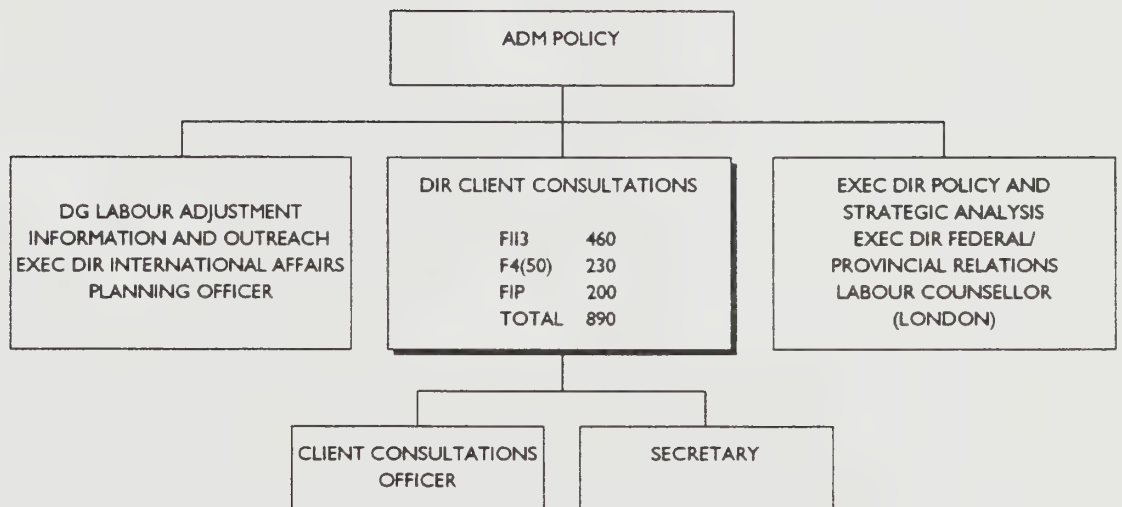 ADM POLICY
DG LABOUR ADJUSTMENT
INFORMATION AND OUTREACH
EXEC DIR INTERNATIONAL AFFAIRS
PLANNING OFFICER
DIR CLIENT CONSULTATIONS
FII3 460
F4(50) 230
FIP 200
TOTAL 890
EXEC DIR POLICY AND
STRATEGIC ANALYSIS
EXEC DIR FEDERAL/
PROVINCIAL RELATIONS
LABOUR COUNSELLOR
(LONDON)
CLIENT CONSULTATIONS
OFFICER
SECRETARY